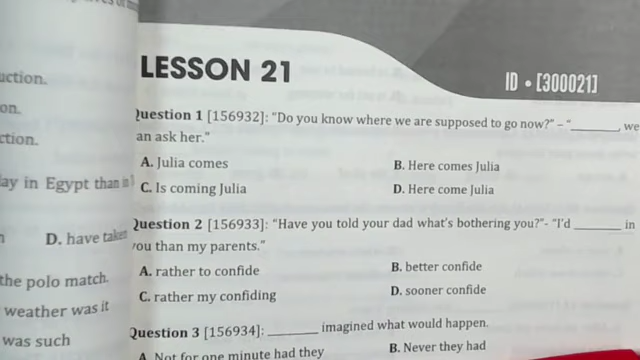 uction.
on.
ction.
lay in Egypt than in
D. have taken
the polo match.
weather was it
was such
LESSON 21
ID • [300021]
Question 1 [156932]: “Do you know where we are supposed to go now?” – “_______, we
an ask her.”
A. Julia comes
B. Here comes Julia
C. Is coming Julia
D. Here come Julia
Question 2 [156933]: “Have you told your dad what’s bothering you?”- “I’d _______ in
you than my parents.”
A. rather to confide
B. better confide
C. rather my confiding
D. sooner confide
Question 3 [156934]: _______ imagined what would happen.
A. Not for one minute had they
B. Never they had